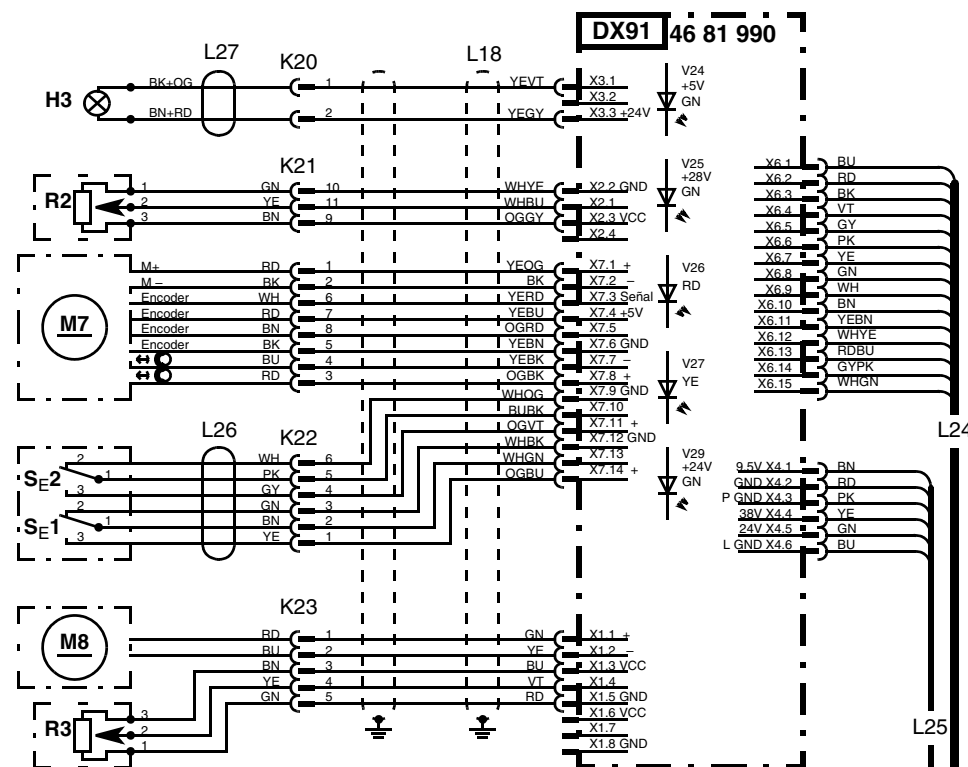 DX91 46 81 990
L27 K20 L18
H3 BK+OG 1 YEVT X3.1
X3.2
BN+RD 2 YEGY X3.3 +24V
V24
+5V
GN
K21
R2 1 GN 10 WHYE X2.2 GND
2 YE 11 WHBU X2.1
3 BN 9 OGGY X2.3 VCC
X2.4
V25
+28V
GN
M7
M+ RD 1 YEOG X7.1 +
M – BK 2 BK X7.2 –
Encoder WH 6 YERD X7.3 Señal
Encoder RD 7 YEBU X7.4 +5V
Encoder BN 8 OGRD X7.5
Encoder BK 5 YEBN X7.6 GND
BU 4 YEBK X7.7 –
RD 3 OGBK X7.8 +
WHOG X7.9 GND
BUBK X7.10
OGVT X7.11 +
WHBK X7.12 GND
WHGN X7.13
OGBU X7.14 +
V26
RD
V27
YE
V29
+24V
GN
L26 K22
SE2 2 WH 6
1 PK 5
3 GY 4
SE1 2 GN 3
1 BN 2
3 YE 1
K23
M8 RD 1 GN X1.1 +
BU 2 YE X1.2 –
BN 3 BU X1.3 VCC
YE 4 VT X1.4
GN 5 RD X1.5 GND
X1.6 VCC
X1.7
X1.8 GND
R3 3
2
1
X6.1 BU
X6.2 RD
X6.3 BK
X6.4 VT
X6.5 GY
X6.6 PK
X6.7 YE
X6.8 GN
X6.9 WH
X6.10 BN
X6.11 YEBN
X6.12 WHYE
X6.13 RDBU
X6.14 GYPK
X6.15 WHGN
L24
9.5V X4.1 BN
GND X4.2 RD
P GND X4.3 PK
38V X4.4 YE
24V X4.5 GN
L GND X4.6 BU
L25